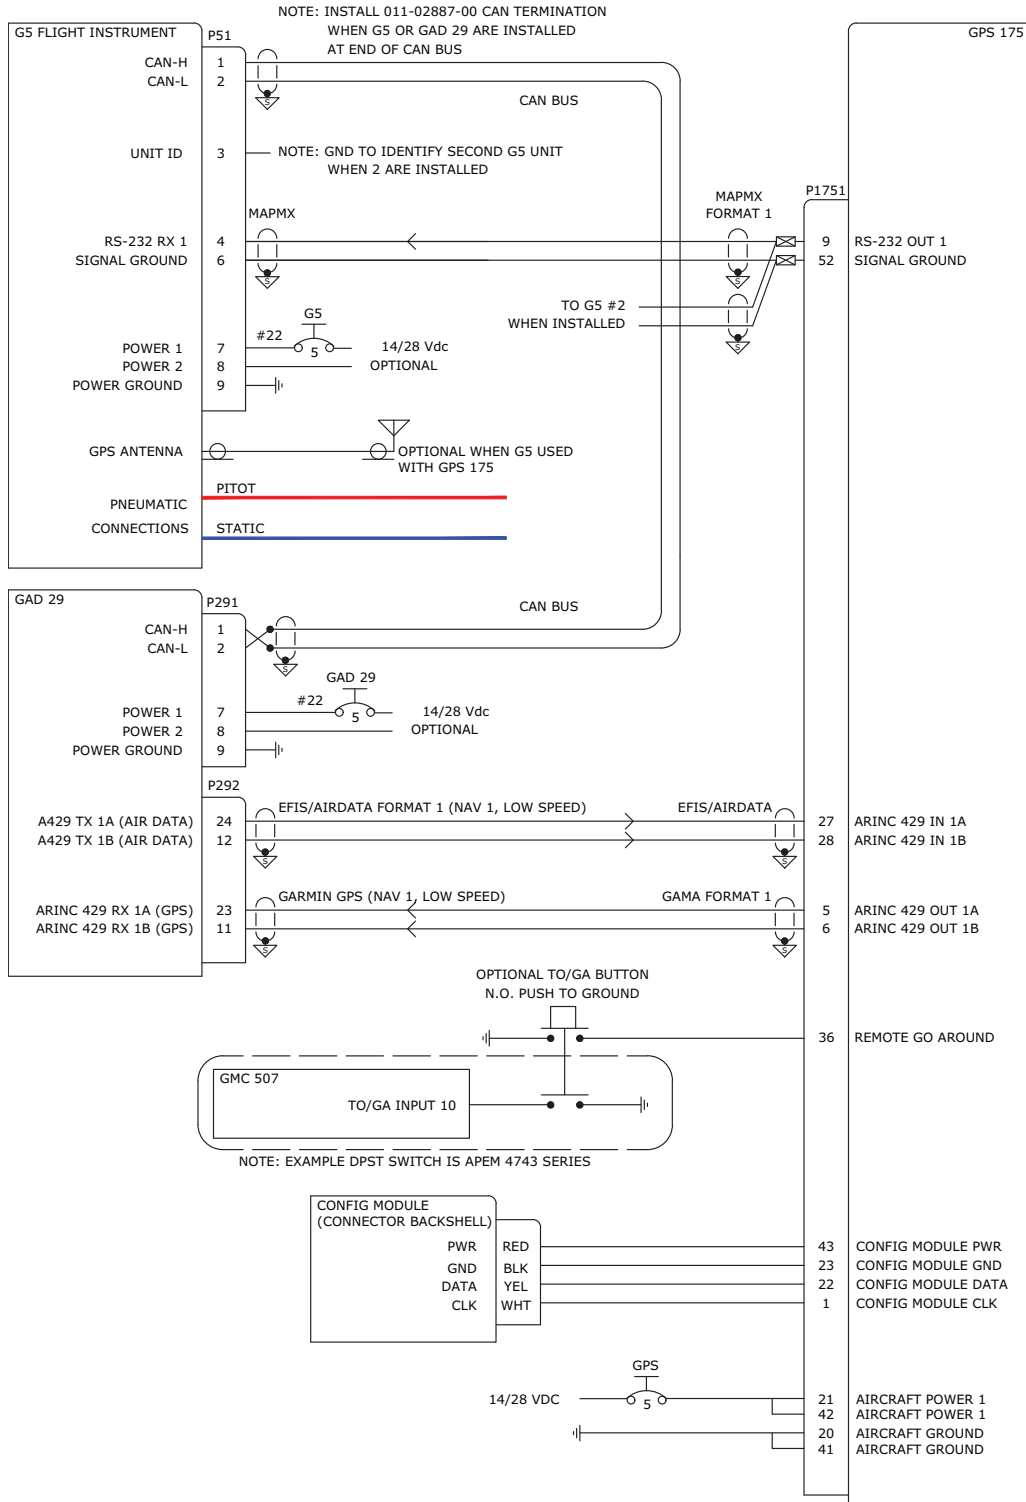 NOTE: INSTALL 011-02887-00 CAN TERMINATION
WHEN G5 OR GAD 29 ARE INSTALLED
AT END OF CAN BUS
G5 FLIGHT INSTRUMENT
P51
GPS 175
CAN-H 1
CAN-L 2
S
CAN BUS
UNIT ID 3
NOTE: GND TO IDENTIFY SECOND G5 UNIT
WHEN 2 ARE INSTALLED
P1751
MAPMX
MAPMX
FORMAT 1
RS-232 RX 1 4
9 RS-232 OUT 1
SIGNAL GROUND 6
52 SIGNAL GROUND
S
S
TO G5 #2
WHEN INSTALLED
S
G5
#22
5
POWER 1 7
14/28 Vdc
POWER 2 8
OPTIONAL
POWER GROUND 9
GPS ANTENNA
OPTIONAL WHEN G5 USED
WITH GPS 175
PITOT
PNEUMATIC
CONNECTIONS
STATIC
GAD 29
P291
CAN BUS
CAN-H 1
CAN-L 2
S
GAD 29
#22
5
POWER 1 7
14/28 Vdc
POWER 2 8
OPTIONAL
POWER GROUND 9
P292
EFIS/AIRDATA FORMAT 1 (NAV 1, LOW SPEED)
EFIS/AIRDATA
A429 TX 1A (AIR DATA) 24
27 ARINC 429 IN 1A
A429 TX 1B (AIR DATA) 12
28 ARINC 429 IN 1B
S
S
GARMIN GPS (NAV 1, LOW SPEED)
GAMA FORMAT 1
ARINC 429 RX 1A (GPS) 23
5 ARINC 429 OUT 1A
ARINC 429 RX 1B (GPS) 11
6 ARINC 429 OUT 1B
S
S
OPTIONAL TO/GA BUTTON
N.O. PUSH TO GROUND
36 REMOTE GO AROUND
GMC 507
TO/GA INPUT 10
NOTE: EXAMPLE DPST SWITCH IS APEM 4743 SERIES
CONFIG MODULE
(CONNECTOR BACKSHELL)
PWR RED
43 CONFIG MODULE PWR
GND BLK
23 CONFIG MODULE GND
DATA YEL
22 CONFIG MODULE DATA
CLK WHT
1 CONFIG MODULE CLK
GPS
14/28 VDC
5
21 AIRCRAFT POWER 1
42 AIRCRAFT POWER 1
20 AIRCRAFT GROUND
41 AIRCRAFT GROUND